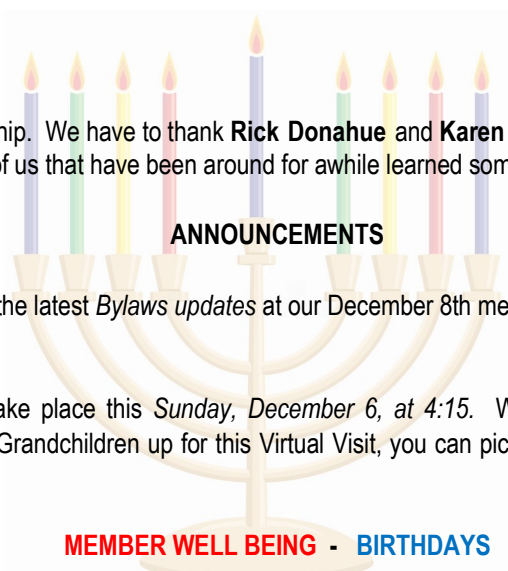 hip. We have to thank Rick Donahue and Karen
of us that have been around for awhile learned som
ANNOUNCEMENTS
the latest Bylaws updates at our December 8th me
ake place this Sunday, December 6, at 4:15. W
Grandchildren up for this Virtual Visit, you can pic
MEMBER WELL BEING - BIRTHDAYS